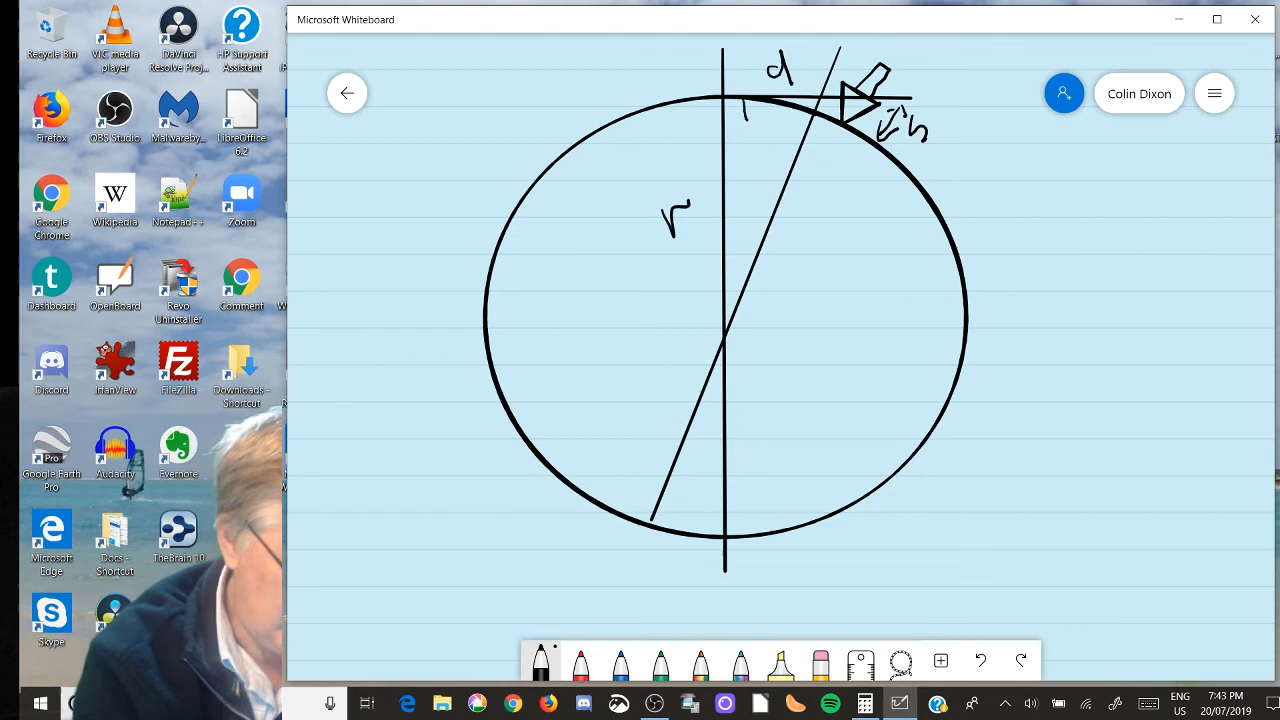 Microsoft Whiteboard
Colin Dixon
d
h
r
Recycle Bin
VLC media player
DaVinci Resolve Proj...
HP Support Assistant
Firefox
OBS Studio
Malwareby...
LibreOffice 6.2
Google Chrome
Wikipedia
Notepad++
Zoom
Dashboard
OpenBoard
Revo Uninstaller
Comment
Discord
IrfanView
FileZilla
Downloads - Shortcut
Google Earth Pro
Audacity
Evernote
Microsoft Edge
Docs - Shortcut
TheBrain 10
Skype
ENG US
7:43 PM
20/07/2019